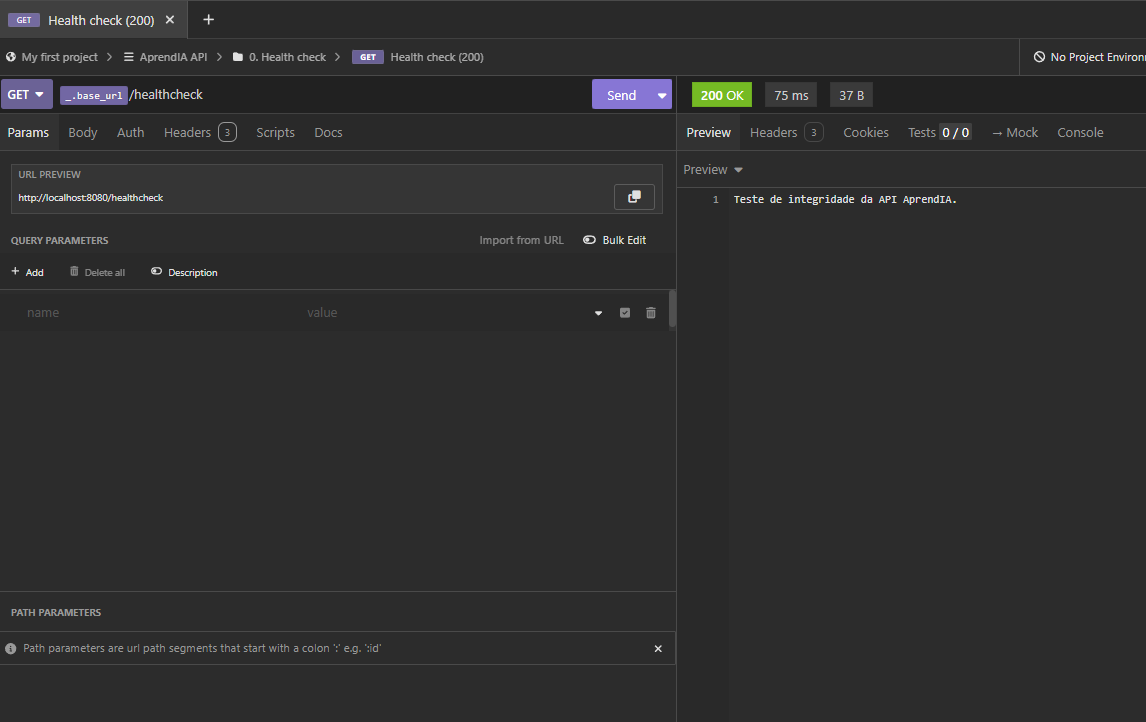 GET Health check (200)
My first project > AprendIA API > 0. Health check > GET Health check (200)
No Project Environ
GET _.base_url/healthcheck Send
200 OK 75 ms 37 B
Params Body Auth Headers 3 Scripts Docs
Preview Headers 3 Cookies Tests 0 / 0 → Mock Console
URL PREVIEW
http://localhost:8080/healthcheck
Preview
1 Teste de integridade da API AprendIA.
QUERY PARAMETERS Import from URL Bulk Edit
+ Add Delete all Description
name value
PATH PARAMETERS
Path parameters are url path segments that start with a colon ':' e.g. ':id'